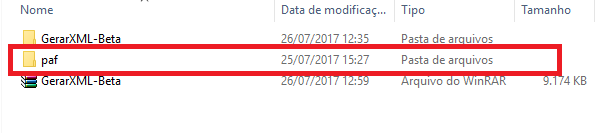 Nome Data de modificaç... Tipo Tamanho
GerarXML-Beta 26/07/2017 12:35 Pasta de arquivos
paf 25/07/2017 15:27 Pasta de arquivos
GerarXML-Beta 26/07/2017 12:59 Arquivo do WinRAR 9.174 KB